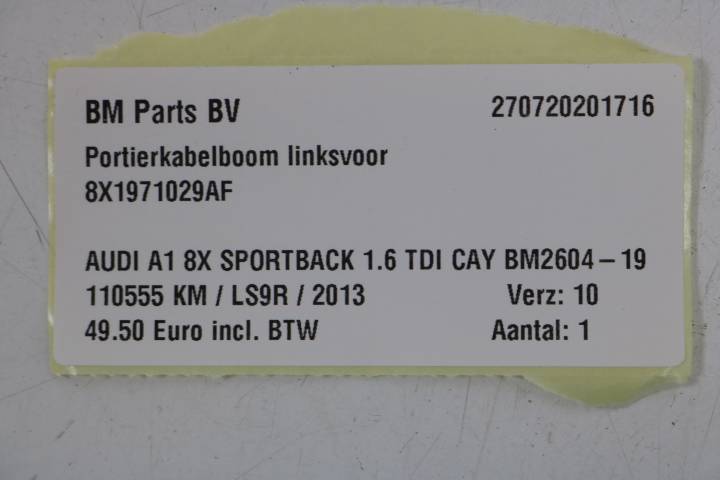 BM Parts BV 270720201716
Portierkabelboom linksvoor
8X1971029AF
AUDI A1 8X SPORTBACK 1.6 TDI CAY BM2604-19
110555 KM / LS9R / 2013 Verz: 10
49.50 Euro incl. BTW Aantal: 1